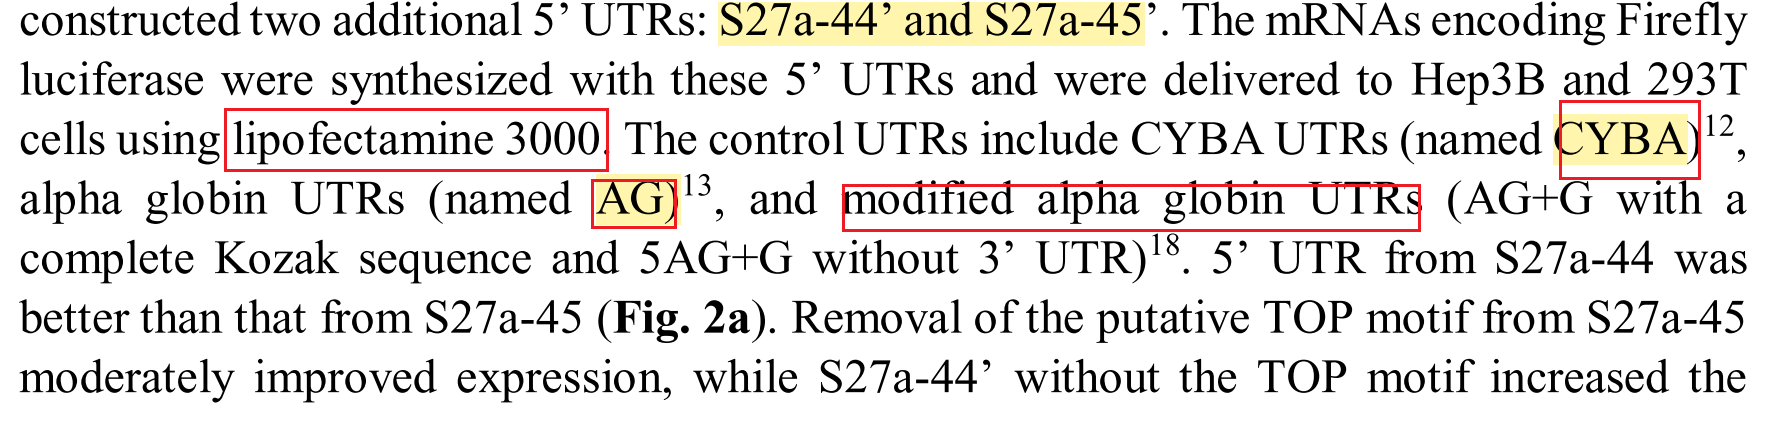 constructed two additional 5’ UTRs: S27a-44’ and S27a-45’. The mRNAs encoding Firefly
luciferase were synthesized with these 5’ UTRs and were delivered to Hep3B and 293T
cells using lipofectamine 3000. The control UTRs include CYBA UTRs (named CYBA)12,
alpha globin UTRs (named AG)13, and modified alpha globin UTRs (AG+G with a
complete Kozak sequence and 5AG+G without 3’ UTR)18. 5’ UTR from S27a-44 was
better than that from S27a-45 (Fig. 2a). Removal of the putative TOP motif from S27a-45
moderately improved expression, while S27a-44’ without the TOP motif increased the